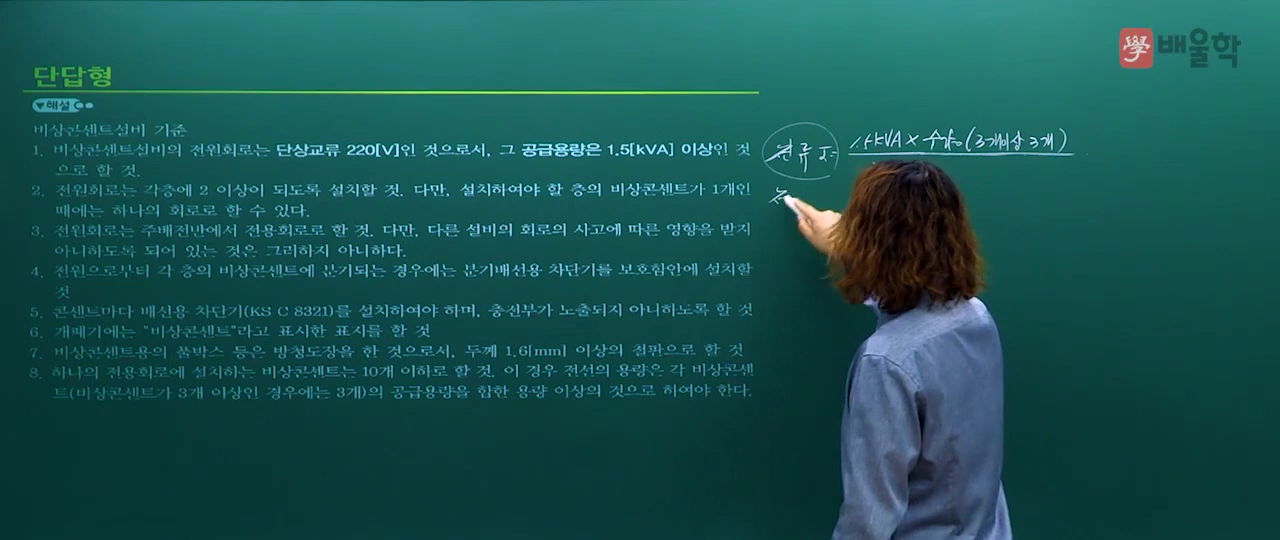 學 배울학
단답형
▼해설
비상콘센트설비 기준
1. 비상콘센트설비의 전원회로는 단상교류 220[V]인 것으로서, 그 공급용량은 1.5[kVA] 이상인 것
으로 할 것.
2. 전원회로는 각층에 2 이상이 되도록 설치할 것. 다만, 설치하여야 할 층의 비상콘센트가 1개인
때에는 하나의 회로로 할 수 있다.
3. 전원회로는 주배전반에서 전용회로로 할 것. 다만, 다른 설비의 회로의 사고에 따른 영향을 받지
아니하도록 되어 있는 것은 그러하지 아니하다.
4. 전원으로부터 각 층의 비상콘센트에 분기되는 경우에는 분기배선용 차단기를 보호함안에 설치할
것
5. 콘센트마다 배선용 차단기(KS C 8321)를 설치하여야 하며, 충전부가 노출되지 아니하도록 할 것
6. 개폐기에는 "비상콘센트"라고 표시한 표지를 할 것
7. 비상콘센트용의 풀박스 등은 방청도장을 한 것으로서, 두께 1.6[mm] 이상의 철판으로 할 것
8. 하나의 전용회로에 설치하는 비상콘센트는 10개 이하로 할 것. 이 경우 전선의 용량은 각 비상콘센
트(비상콘센트가 3개 이상인 경우에는 3개)의 공급용량을 합한 용량 이상의 것으로 하여야 한다.
전류 I= 1.5kVA × 수량 (3개이상 3개)